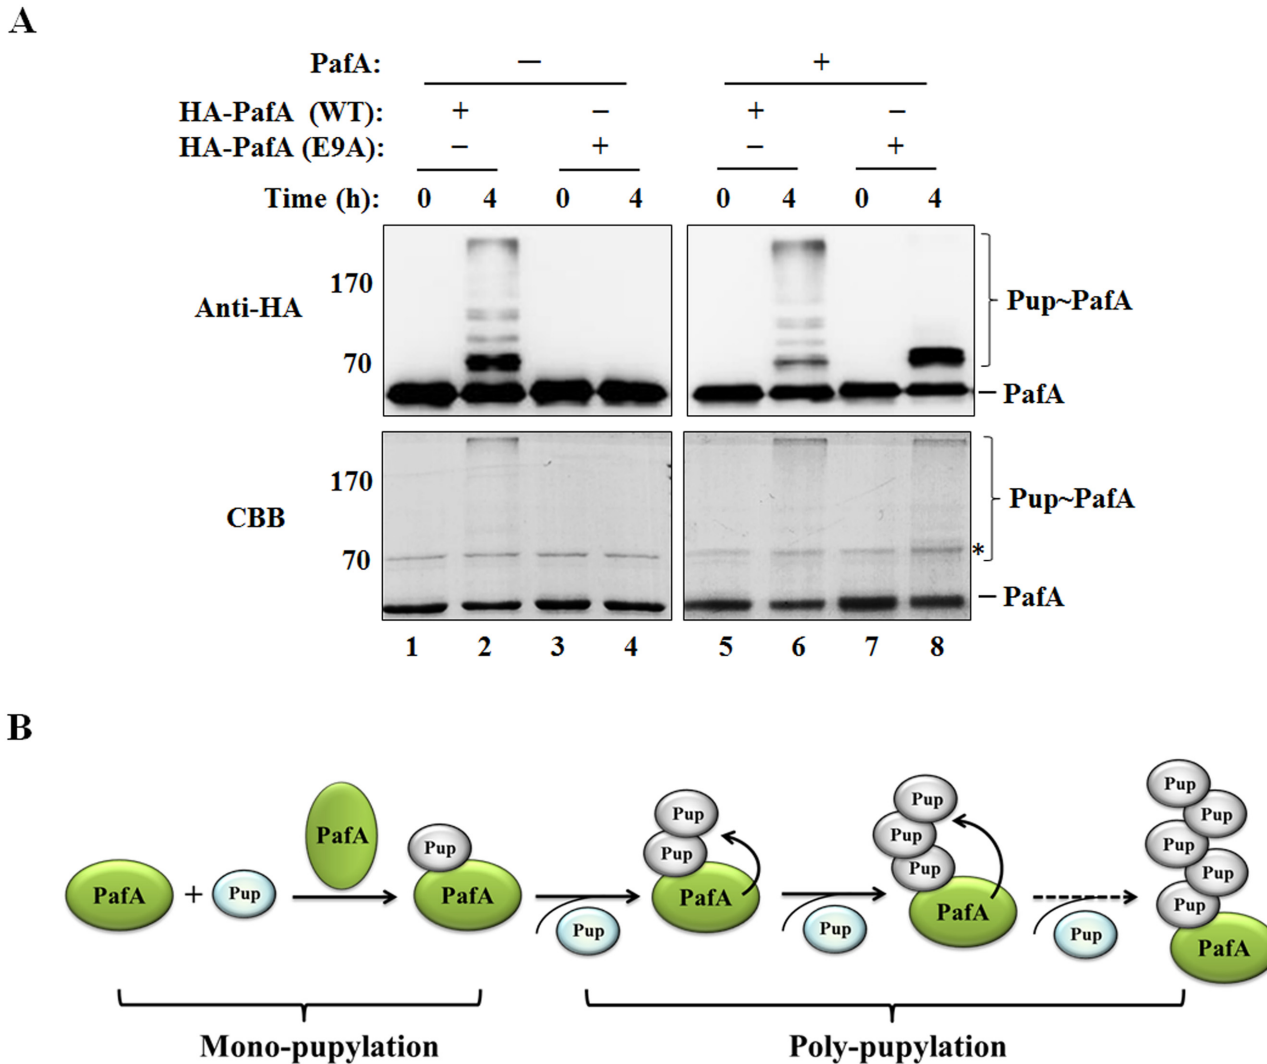 A
PafA: − +
HA-PafA (WT): + − + −
HA-PafA (E9A): − + − +
Time (h): 0 4 0 4 0 4 0 4
170
Anti-HA
Pup~PafA
70
PafA
170
CBB
Pup~PafA
*
70
PafA
1 2 3 4 5 6 7 8
B
PafA + Pup PafA Pup PafA Pup Pup Pup PafA Pup Pup Pup Pup PafA Pup Pup Pup Pup Pup Pup PafA
Mono-pupylation Poly-pupylation